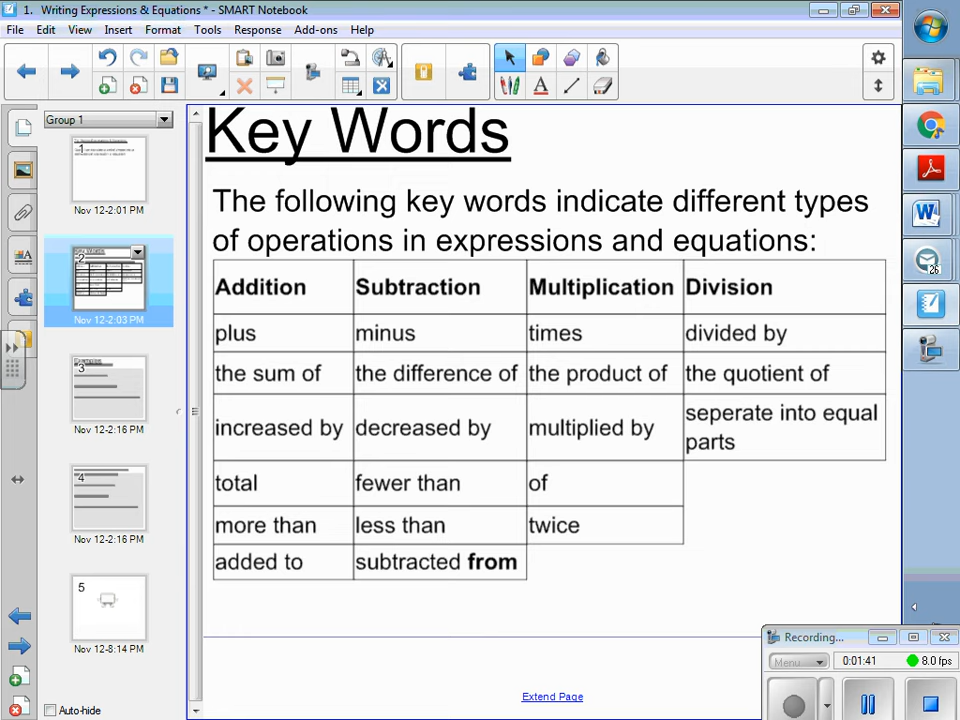 1. Writing Expressions & Equations * - SMART Notebook
File Edit View Insert Format Tools Response Add-ons Help
Group 1
1
Nov 12-2:01 PM
2
Nov 12-2:03 PM
3
Nov 12-2:16 PM
4
Nov 12-2:16 PM
5
Nov 12-8:14 PM
Auto-hide
Key Words
The following key words indicate different types
of operations in expressions and equations:
Addition Subtraction Multiplication Division
plus minus times divided by
the sum of the difference of the product of the quotient of
increased by decreased by multiplied by seperate into equal
parts
total fewer than of
more than less than twice
added to subtracted from
Extend Page
26
Recording...
Menu 0:01:41 8.0 fps